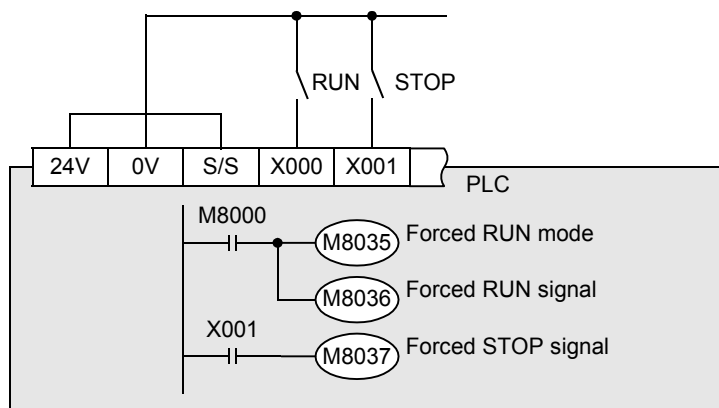 RUN STOP
24V 0V S/S X000 X001
PLC
M8000
M8035 Forced RUN mode
M8036 Forced RUN signal
X001
M8037 Forced STOP signal